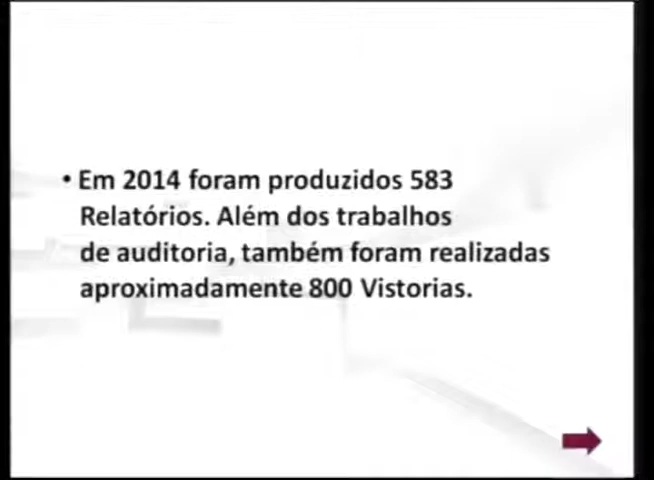 • Em 2014 foram produzidos 583
Relatórios. Além dos trabalhos
de auditoria, também foram realizadas
aproximadamente 800 Vistorias.